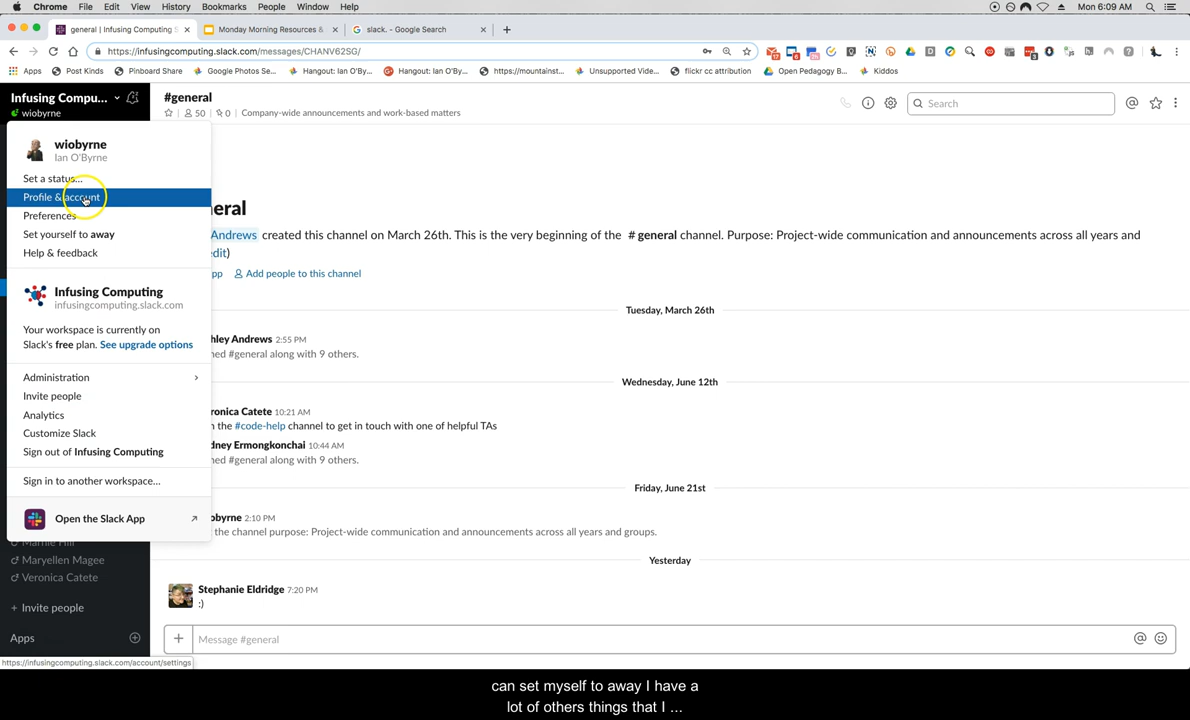 Chrome File Edit View History Bookmarks People Window Help Mon 6:09 AM
general | Infusing Computing S Monday Morning Resources & slack. - Google Search
https://infusingcomputing.slack.com/messages/CHANV62SG/
Apps Post Kinds Pinboard Share Google Photos Se... Hangout: Ian O'By... Hangout: Ian O'By... https://mountainst... Unsupported Vide... flickr cc attribution Open Pedagogy B... Kiddos
Infusing Compu...
wiobyrne
#general
50 | 0 | Company-wide announcements and work-based matters
Search
wiobyrne
Ian O'Byrne
Set a status...
Profile & account
Preferences
Set yourself to away
Help & feedback
Infusing Computing
infusingcomputing.slack.com
Your workspace is currently on
Slack's free plan. See upgrade options
Administration
Invite people
Analytics
Customize Slack
Sign out of Infusing Computing
Sign in to another workspace...
Open the Slack App
Maryellen Magee
Veronica Catete
+ Invite people
Apps
https://infusingcomputing.slack.com/account/settings
eral
Andrews created this channel on March 26th. This is the very beginning of the # general channel. Purpose: Project-wide communication and announcements across all years and
edit)
pp Add people to this channel
Tuesday, March 26th
hley Andrews 2:55 PM
ned #general along with 9 others.
Wednesday, June 12th
ronica Catete 10:21 AM
n the #code-help channel to get in touch with one of helpful TAs
dney Ermongkonchai 10:44 AM
ned #general along with 9 others.
Friday, June 21st
obyrne 2:10 PM
the channel purpose: Project-wide communication and announcements across all years and groups.
Yesterday
Stephanie Eldridge 7:20 PM
:)
Message #general
can set myself to away I have a
lot of others things that I ...